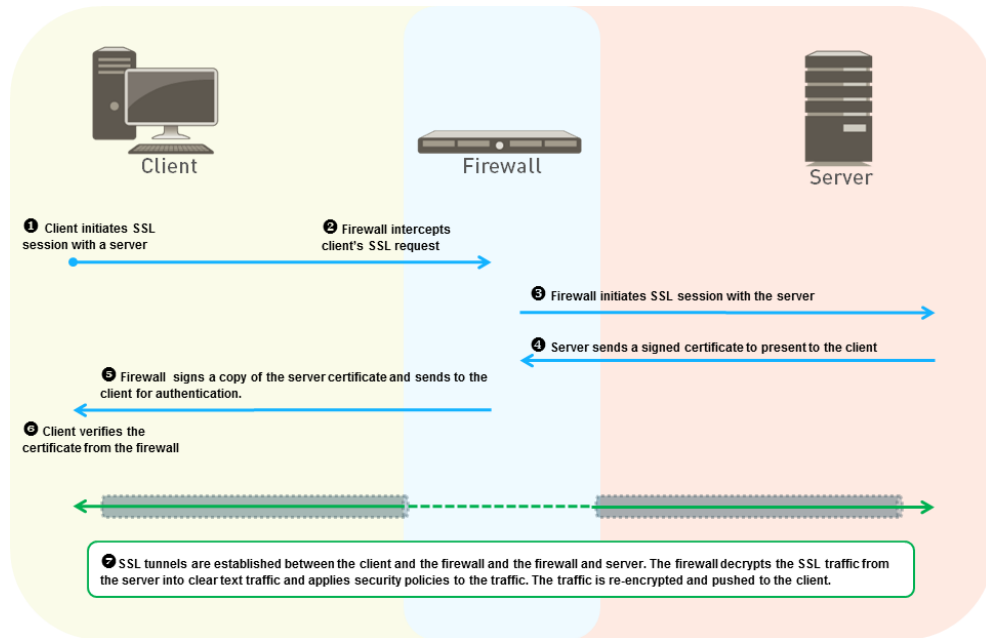 Client
Firewall
Server
❶ Client initiates SSL
session with a server
❷ Firewall intercepts
client's SSL request
❸ Firewall initiates SSL session with the server
❹ Server sends a signed certificate to present to the client
❺ Firewall signs a copy of the server certificate and sends to the
client for authentication.
❻ Client verifies the
certificate from the firewall
❼ SSL tunnels are established between the client and the firewall and the firewall and server. The firewall decrypts the SSL traffic from
the server into clear text traffic and applies security policies to the traffic. The traffic is re-encrypted and pushed to the client.